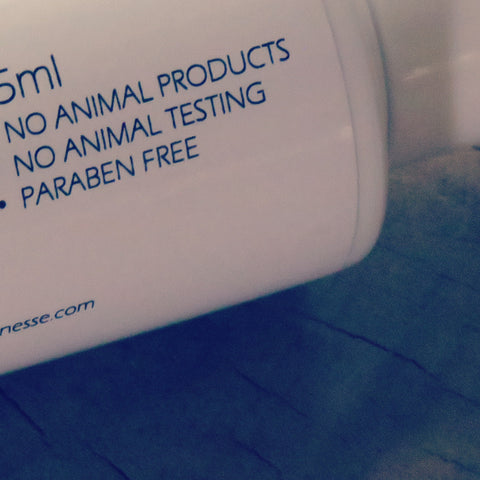 5ml
NO ANIMAL PRODUCTS
NO ANIMAL TESTING
• PARABEN FREE
nesse.com